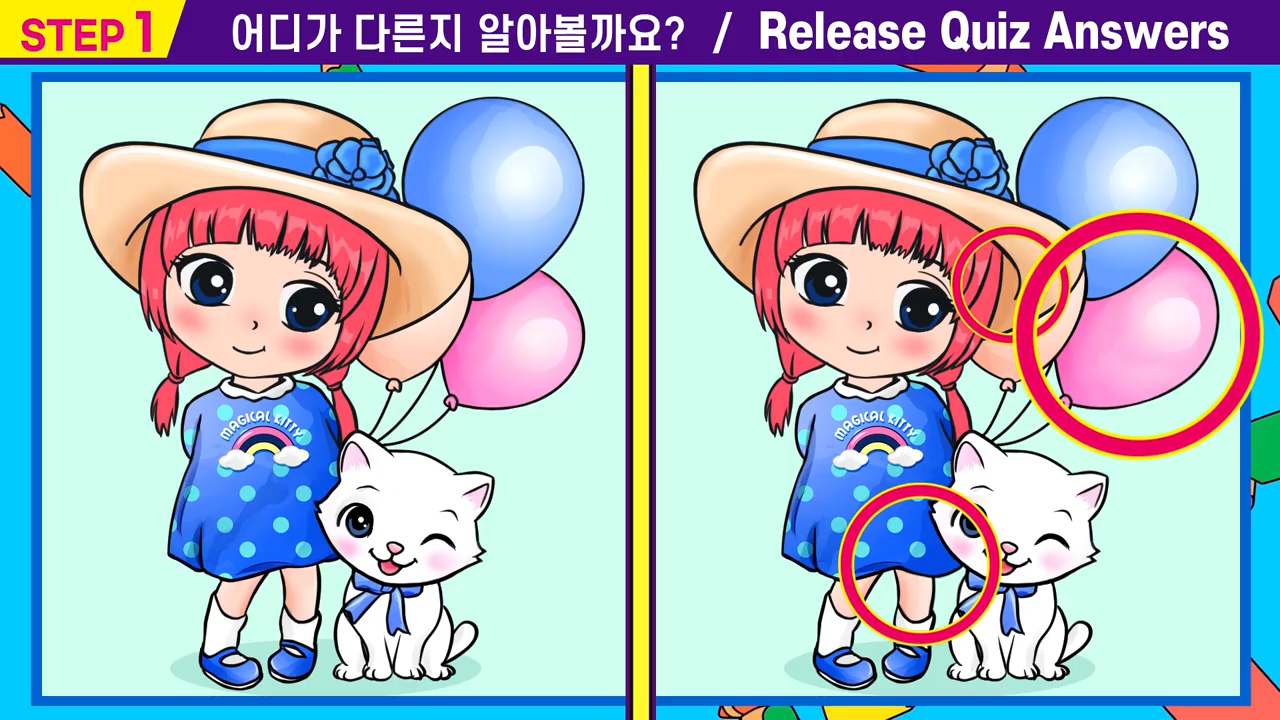 STEP 1
어디가 다른지 알아볼까요? / Release Quiz Answers
MAGICAL KITTY
MAGICAL KITTY